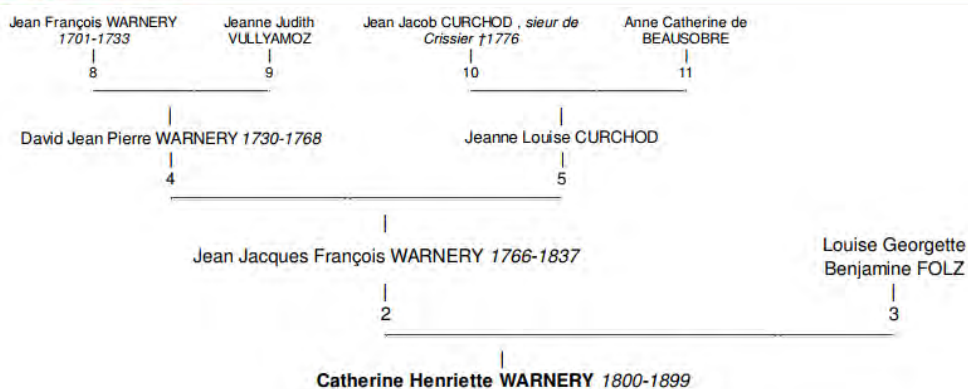 Jean François WARNERY
1701-1733
8
Jeanne Judith
VULLYAMOZ
9
Jean Jacob CURCHOD , sieur de
Crissier †1776
10
Anne Catherine de
BEAUSOBRE
11
David Jean Pierre WARNERY 1730-1768
4
Jeanne Louise CURCHOD
5
Jean Jacques François WARNERY 1766-1837
2
Louise Georgette
Benjamine FOLZ
3
Catherine Henriette WARNERY 1800-1899